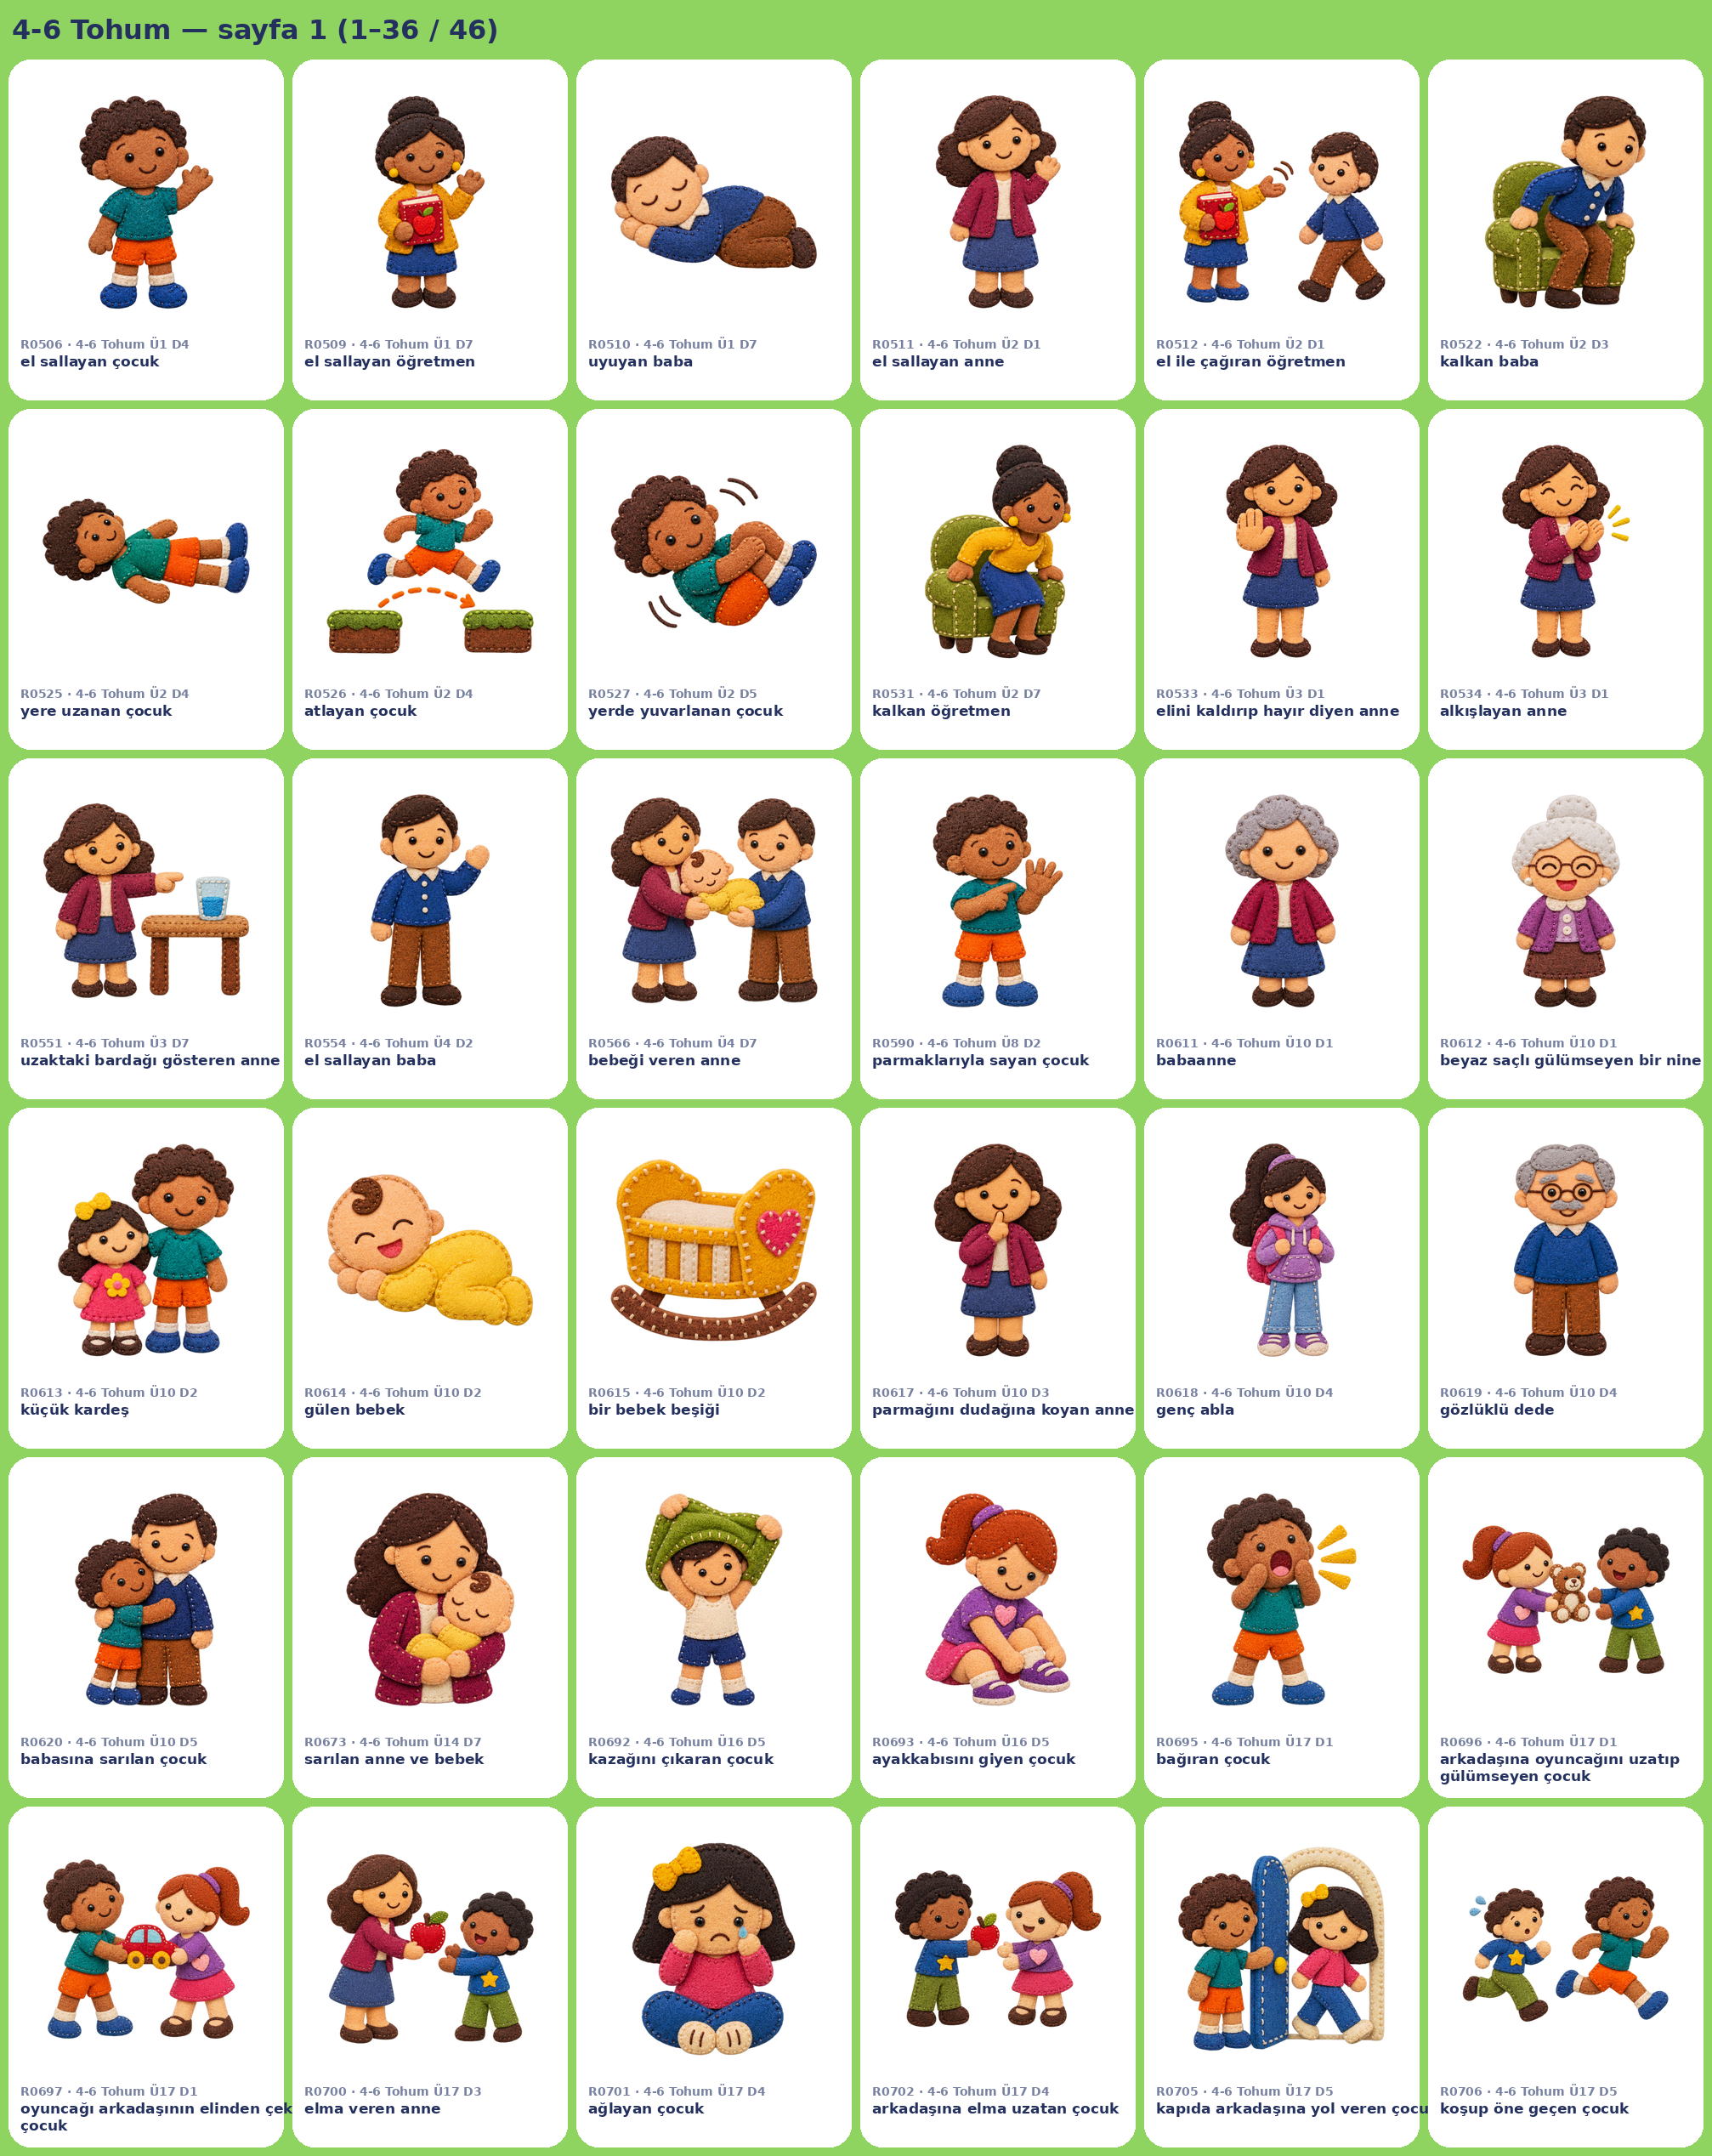 4-6 Tohum — sayfa 1 (1–36 / 46)
R0506 · 4-6 Tohum Ü1 D4
el sallayan çocuk
R0509 · 4-6 Tohum Ü1 D7
el sallayan öğretmen
R0510 · 4-6 Tohum Ü1 D7
uyuyan baba
R0511 · 4-6 Tohum Ü2 D1
el sallayan anne
R0512 · 4-6 Tohum Ü2 D1
el ile çağıran öğretmen
R0522 · 4-6 Tohum Ü2 D3
kalkan baba
R0525 · 4-6 Tohum Ü2 D4
yere uzanan çocuk
R0526 · 4-6 Tohum Ü2 D4
atlayan çocuk
R0527 · 4-6 Tohum Ü2 D5
yerde yuvarlanan çocuk
R0531 · 4-6 Tohum Ü2 D7
kalkan öğretmen
R0533 · 4-6 Tohum Ü3 D1
elini kaldırıp hayır diyen anne
R0534 · 4-6 Tohum Ü3 D1
alkışlayan anne
R0551 · 4-6 Tohum Ü3 D7
uzaktaki bardağı gösteren anne
R0554 · 4-6 Tohum Ü4 D2
el sallayan baba
R0566 · 4-6 Tohum Ü4 D7
bebeği veren anne
R0590 · 4-6 Tohum Ü8 D2
parmaklarıyla sayan çocuk
R0611 · 4-6 Tohum Ü10 D1
babaanne
R0612 · 4-6 Tohum Ü10 D1
beyaz saçlı gülümseyen bir nine
R0613 · 4-6 Tohum Ü10 D2
küçük kardeş
R0614 · 4-6 Tohum Ü10 D2
gülen bebek
R0615 · 4-6 Tohum Ü10 D2
bir bebek beşiği
R0617 · 4-6 Tohum Ü10 D3
parmağını dudağına koyan anne
R0618 · 4-6 Tohum Ü10 D4
genç abla
R0619 · 4-6 Tohum Ü10 D4
gözlüklü dede
R0620 · 4-6 Tohum Ü10 D5
babasına sarılan çocuk
R0673 · 4-6 Tohum Ü14 D7
sarılan anne ve bebek
R0692 · 4-6 Tohum Ü16 D5
kazağını çıkaran çocuk
R0693 · 4-6 Tohum Ü16 D5
ayakkabısını giyen çocuk
R0695 · 4-6 Tohum Ü17 D1
bağıran çocuk
R0696 · 4-6 Tohum Ü17 D1
arkadaşına oyuncağını uzatıp
gülümseyen çocuk
R0697 · 4-6 Tohum Ü17 D1
oyuncağı arkadaşının elinden çek
çocuk
R0700 · 4-6 Tohum Ü17 D3
elma veren anne
R0701 · 4-6 Tohum Ü17 D4
ağlayan çocuk
R0702 · 4-6 Tohum Ü17 D4
arkadaşına elma uzatan çocuk
R0705 · 4-6 Tohum Ü17 D5
kapıda arkadaşına yol veren çocu
R0706 · 4-6 Tohum Ü17 D5
koşup öne geçen çocuk